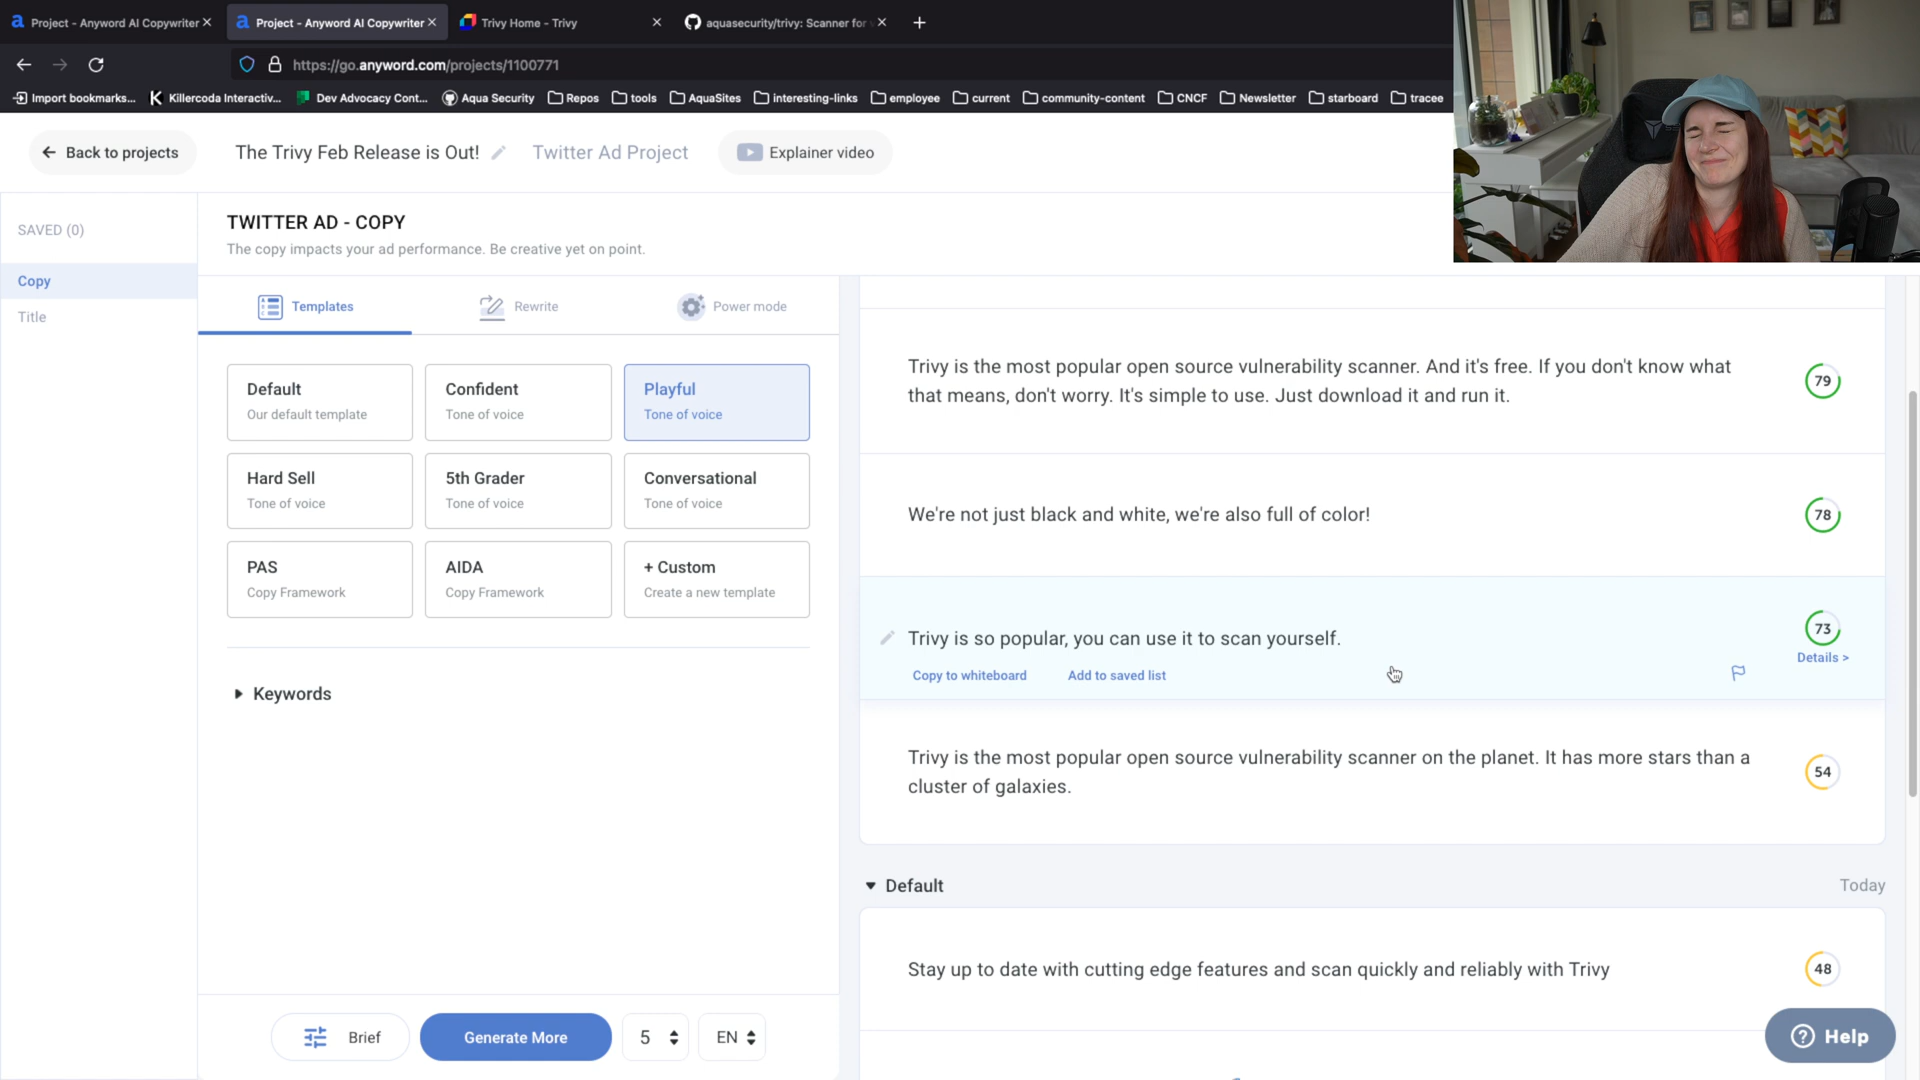 Project - Anyword AI Copywriter
Project - Anyword AI Copywriter
Trivy Home - Trivy
aquasecurity/trivy: Scanner for
https://go.anyword.com/projects/1100771
Import bookmarks...
Killercoda Interactiv...
Dev Advocacy Cont...
Aqua Security
Repos
tools
AquaSites
interesting-links
employee
current
community-content
CNCF
Newsletter
starboard
tracee
Back to projects
The Trivy Feb Release is Out!
Twitter Ad Project
Explainer video
SAVED (0)
Copy
Title
TWITTER AD - COPY
The copy impacts your ad performance. Be creative yet on point.
Templates
Rewrite
Power mode
Default
Our default template
Confident
Tone of voice
Playful
Tone of voice
Hard Sell
Tone of voice
5th Grader
Tone of voice
Conversational
Tone of voice
PAS
Copy Framework
AIDA
Copy Framework
+ Custom
Create a new template
Keywords
Brief
Generate More
5
EN
Trivy is the most popular open source vulnerability scanner. And it's free. If you don't know what
that means, don't worry. It's simple to use. Just download it and run it.
79
We're not just black and white, we're also full of color!
78
Trivy is so popular, you can use it to scan yourself.
73
Copy to whiteboard
Add to saved list
Details >
Trivy is the most popular open source vulnerability scanner on the planet. It has more stars than a
cluster of galaxies.
54
Default
Today
Stay up to date with cutting edge features and scan quickly and reliably with Trivy
48
Help